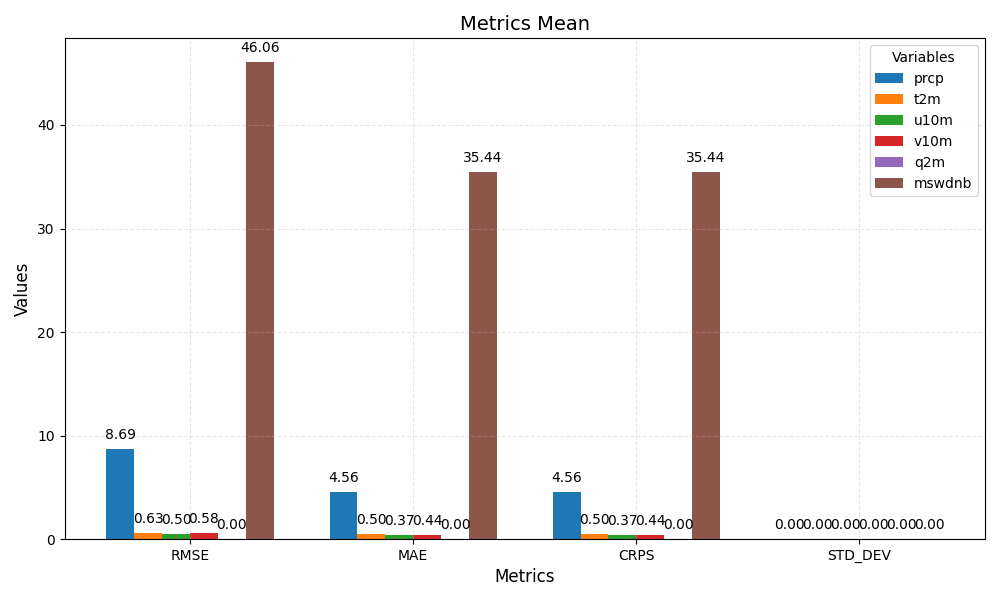 Metrics Mean
Values
40
30
20
10
0
46.06
35.44
35.44
8.69
4.56
4.56
0.63
0.50
0.58
0.00
0.50
0.37
0.44
0.00
0.50
0.37
0.44
0.00
0.00
0.00
0.00
0.00
0.00
0.00
Variables
prcp
t2m
u10m
v10m
q2m
mswdnb
RMSE
MAE
CRPS
STD_DEV
Metrics